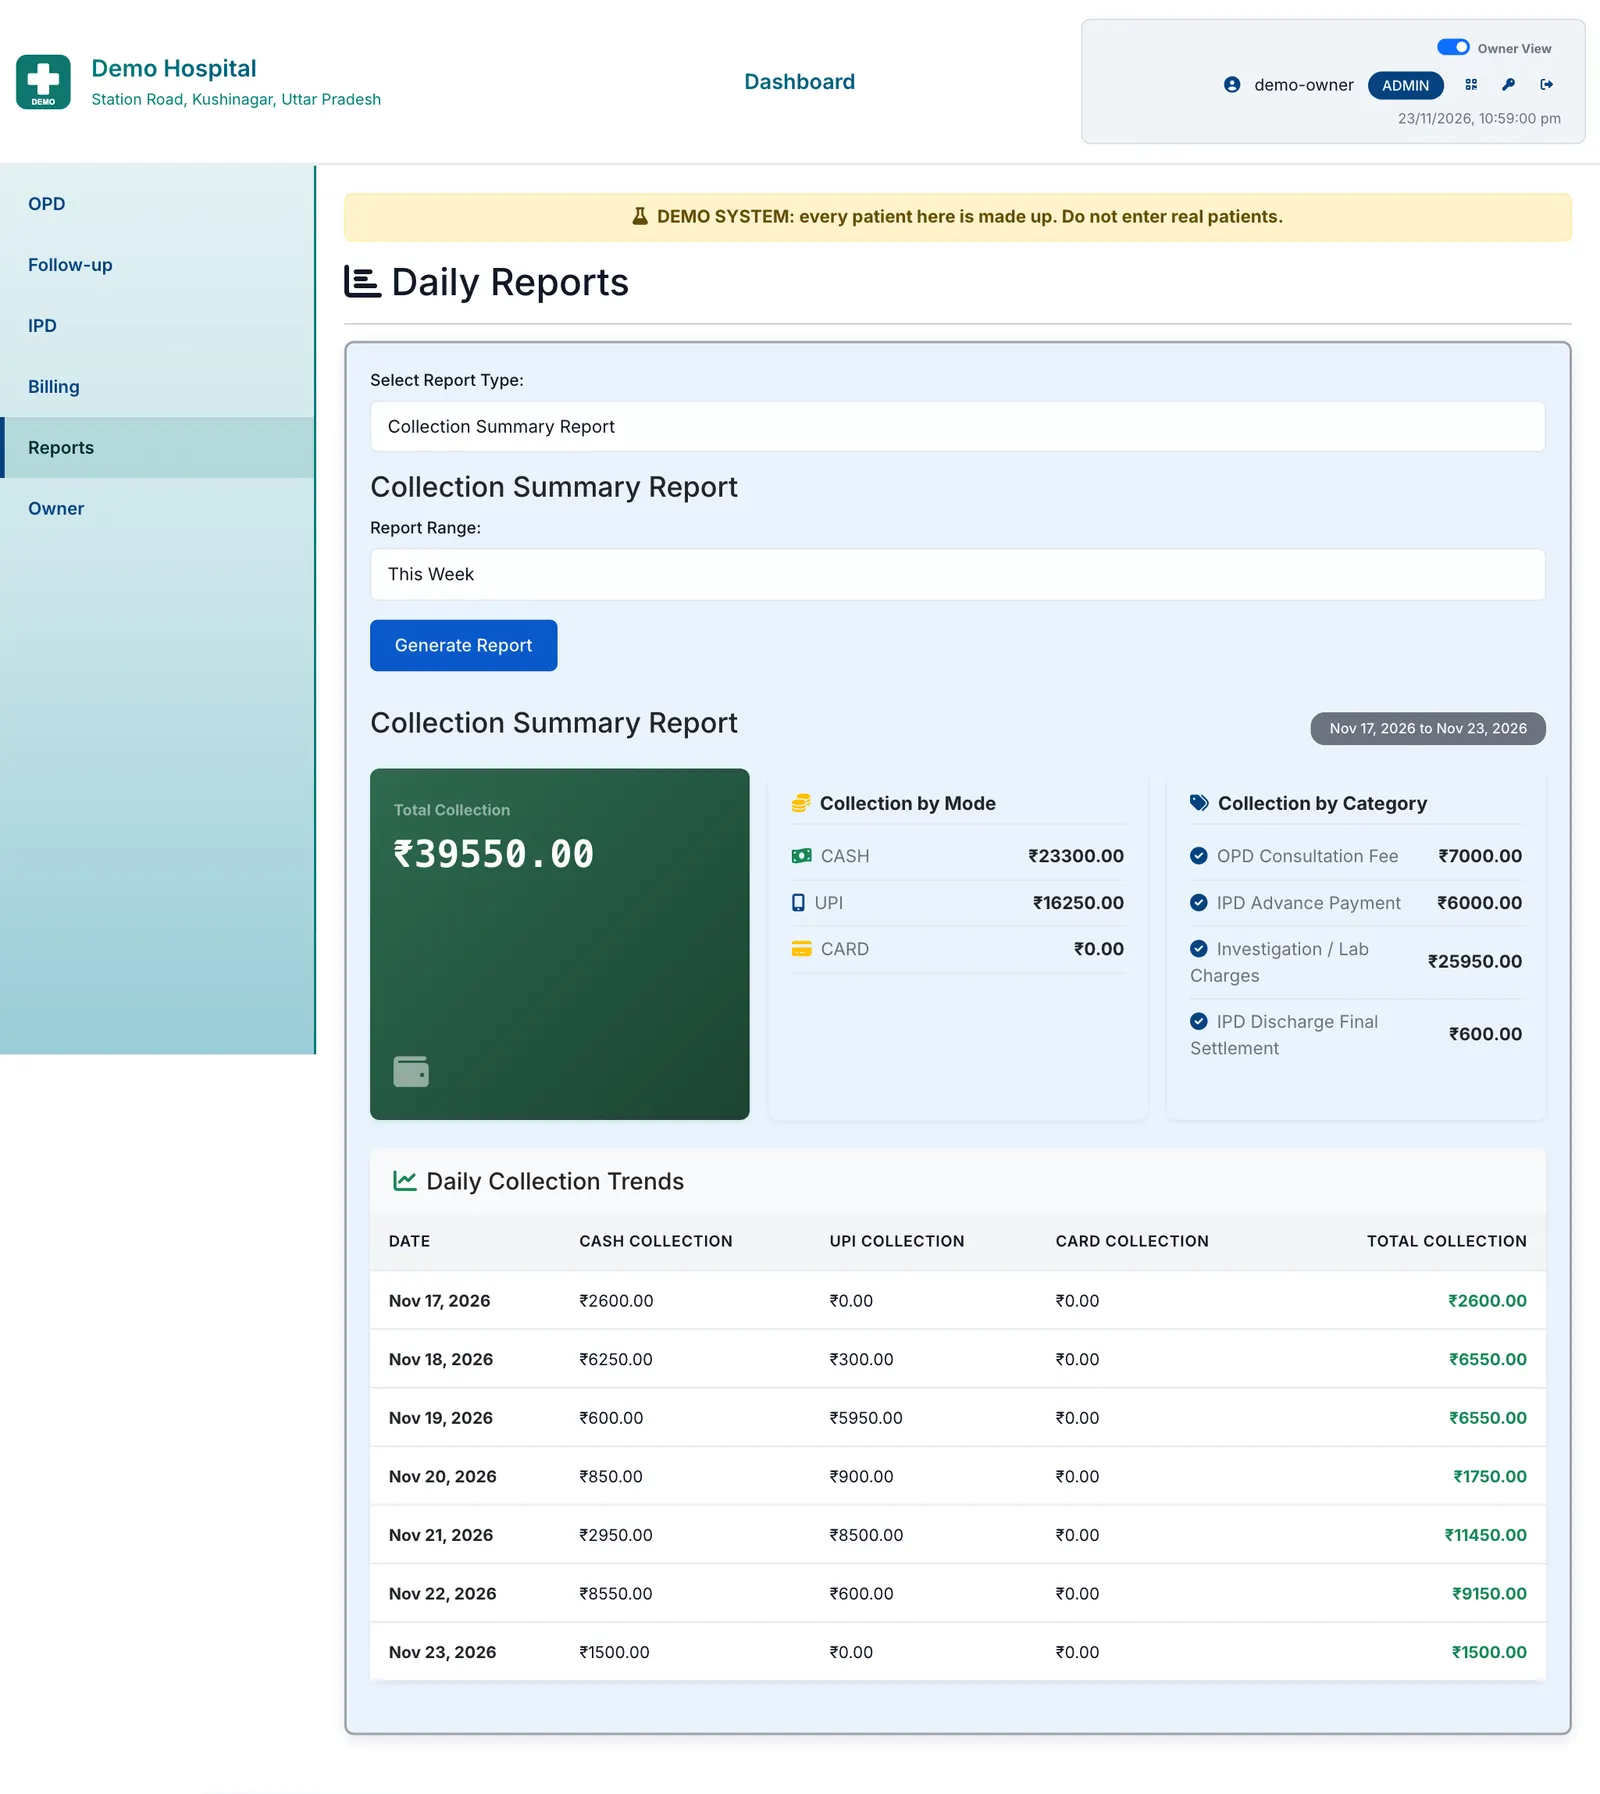 Demo Hospital
Station Road, Kushinagar, Uttar Pradesh
DEMO
Dashboard
Owner View
demo-owner ADMIN
23/11/2026, 10:59:00 pm
OPD
Follow-up
IPD
Billing
Reports
Owner
DEMO SYSTEM: every patient here is made up. Do not enter real patients.
Daily Reports
Select Report Type:
Collection Summary Report
Collection Summary Report
Report Range:
This Week
Generate Report
Collection Summary Report
Nov 17, 2026 to Nov 23, 2026
Total Collection
₹39550.00
Collection by Mode
CASH ₹23300.00
UPI ₹16250.00
CARD ₹0.00
Collection by Category
OPD Consultation Fee ₹7000.00
IPD Advance Payment ₹6000.00
Investigation / Lab
Charges ₹25950.00
IPD Discharge Final
Settlement ₹600.00
Daily Collection Trends
DATE CASH COLLECTION UPI COLLECTION CARD COLLECTION TOTAL COLLECTION
Nov 17, 2026 ₹2600.00 ₹0.00 ₹0.00 ₹2600.00
Nov 18, 2026 ₹6250.00 ₹300.00 ₹0.00 ₹6550.00
Nov 19, 2026 ₹600.00 ₹5950.00 ₹0.00 ₹6550.00
Nov 20, 2026 ₹850.00 ₹900.00 ₹0.00 ₹1750.00
Nov 21, 2026 ₹2950.00 ₹8500.00 ₹0.00 ₹11450.00
Nov 22, 2026 ₹8550.00 ₹600.00 ₹0.00 ₹9150.00
Nov 23, 2026 ₹1500.00 ₹0.00 ₹0.00 ₹1500.00